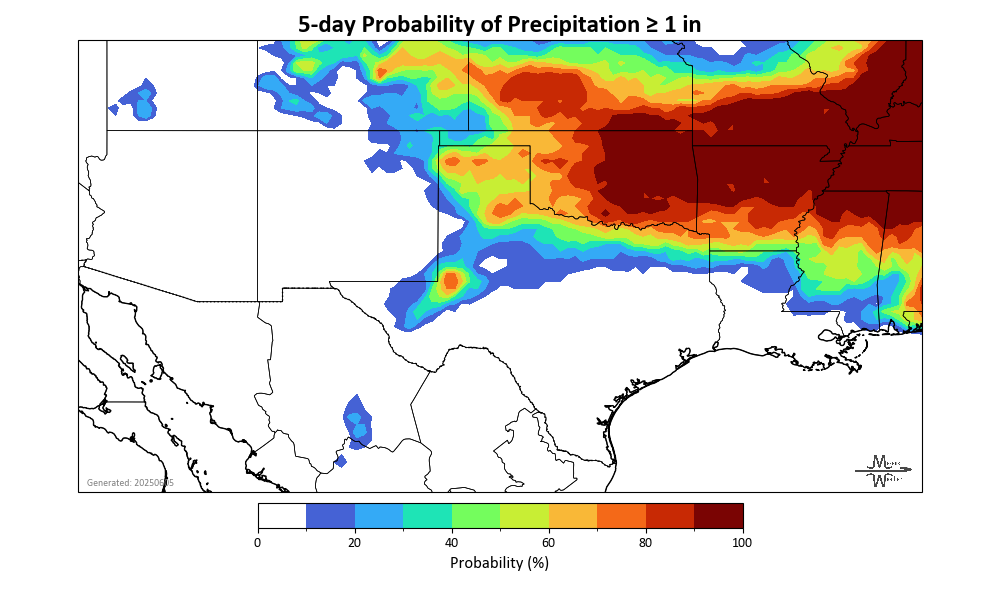 5-day Probability of Precipitation ≥ 1 in
Generated: 20250605
0 20 40 60 80 100
Probability (%)